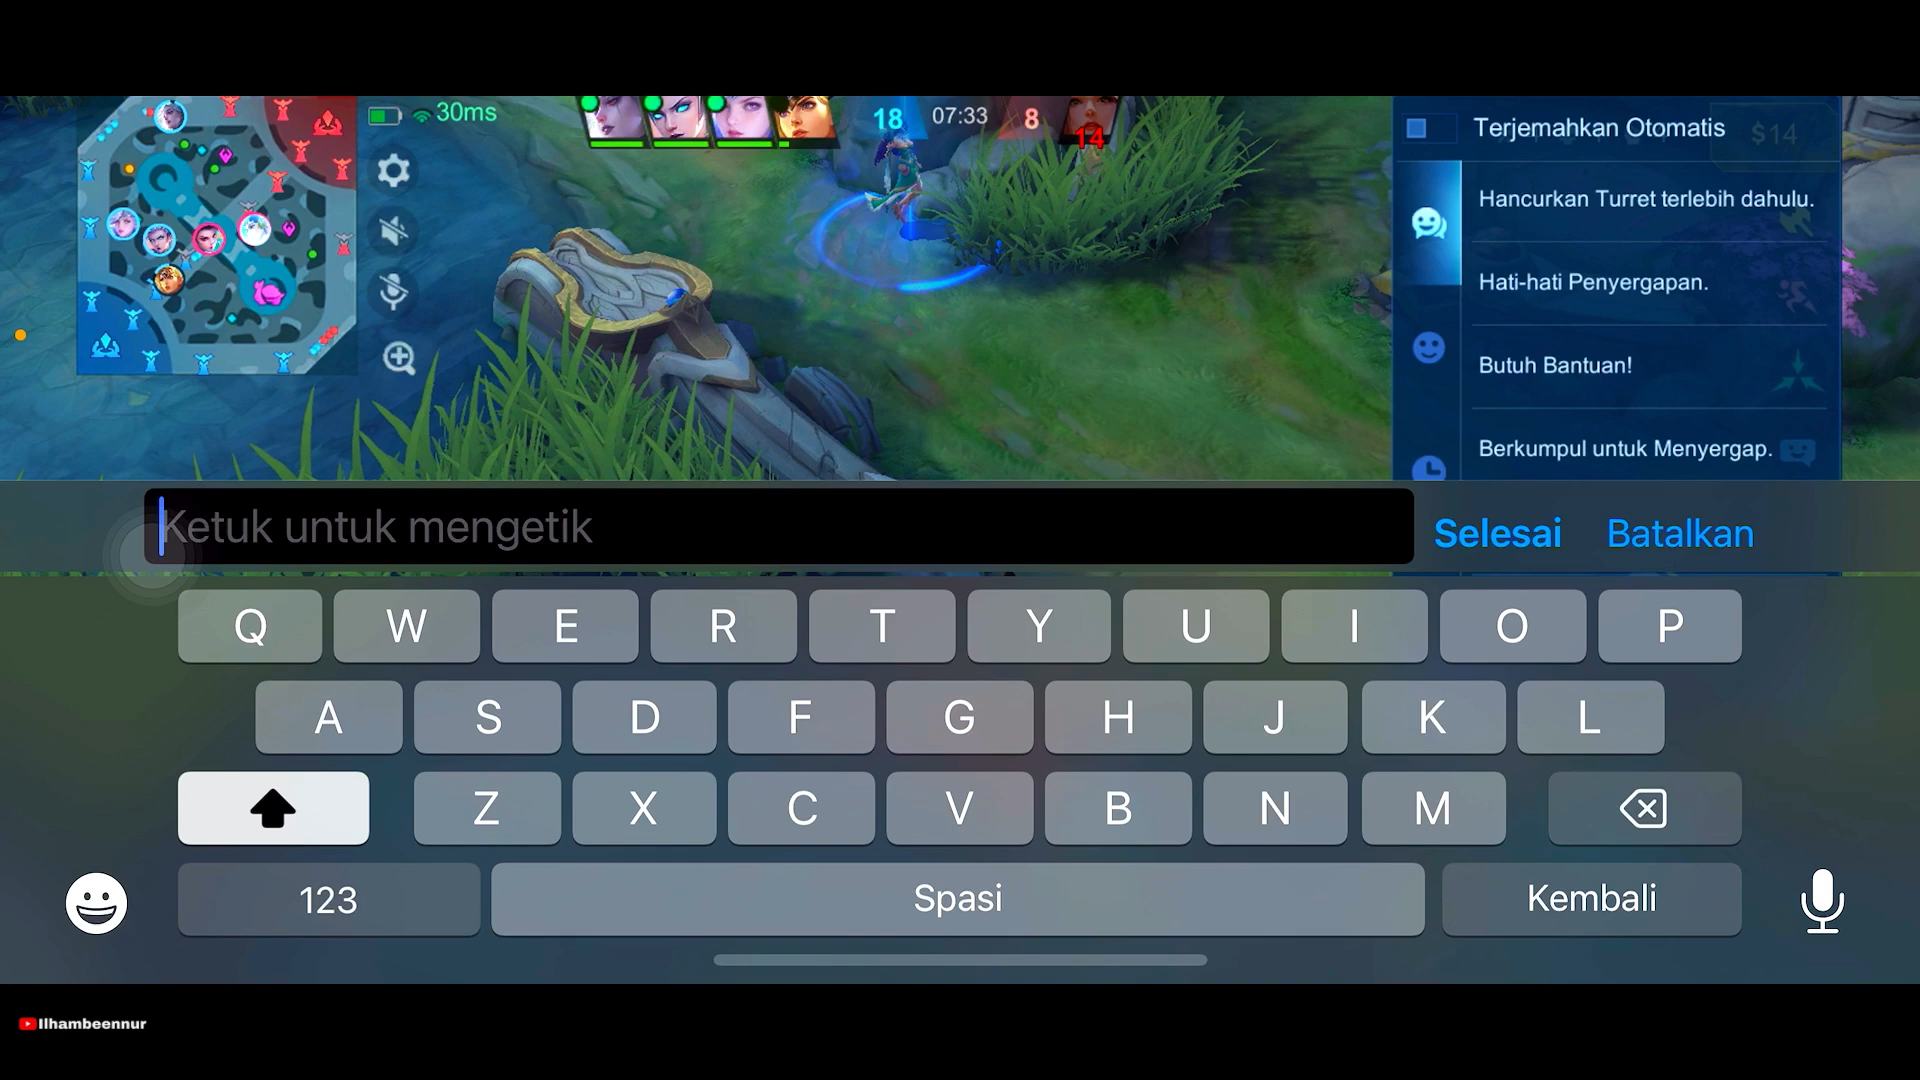 30ms
18
07:33
8
14
Terjemahkan Otomatis
$14
Hancurkan Turret terlebih dahulu.
Hati-hati Penyergapan.
Butuh Bantuan!
Berkumpul untuk Menyergap.
Ketuk untuk mengetik
Selesai
Batalkan
Q W E R T Y U I O P
A S D F G H J K L
Z X C V B N M
123
Spasi
Kembali
Ilhambeennur